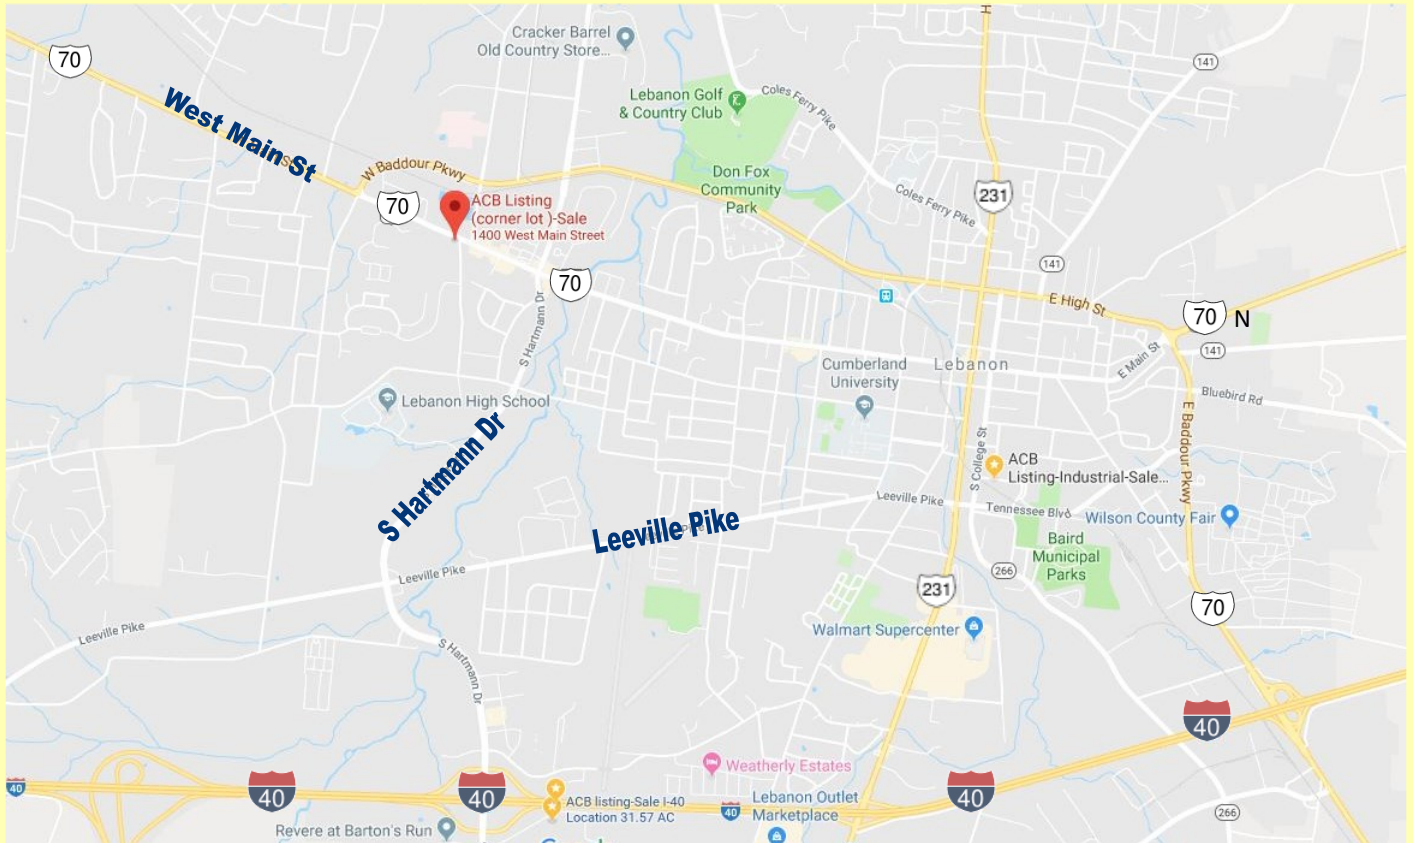 H
Cracker Barrel
Old Country Store...
70
141
West Main St
Lebanon Golf
& Country Club
Coles Ferry Pike
W Baddour Pkwy
Don Fox
Community
Park
Coles Ferry Pike
231
70
ACB Listing
(corner lot )-Sale
1400 West Main Street
141
70
E High St
70 N
S Hartmann Dr
141
E Main St
Cumberland
University
Lebanon
Bluebird Rd
Lebanon High School
E Baddour Pkwy
S Hartmann Dr
S College St
ACB
Listing-Industrial-Sale...
Leeville Pike
Leeville Pike
Tennessee Blvd
Wilson County Fair
Baird
Municipal
Parks
Leeville Pike
266
231
70
Leeville Pike
Walmart Supercenter
S Hartmann Dr
40
Weatherly Estates
40
40
40
40
ACB listing-Sale I-40
Location 31.57 AC
40
Lebanon Outlet
Marketplace
266
Revere at Barton's Run